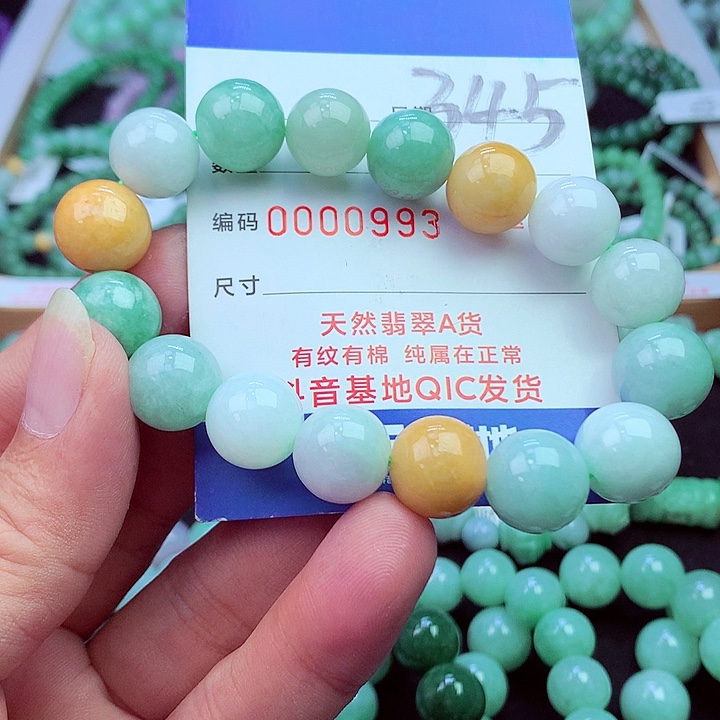 345
编码 0000993
尺寸
天然翡翠A货
有纹有棉 纯属在正常
抖音基地QIC发货